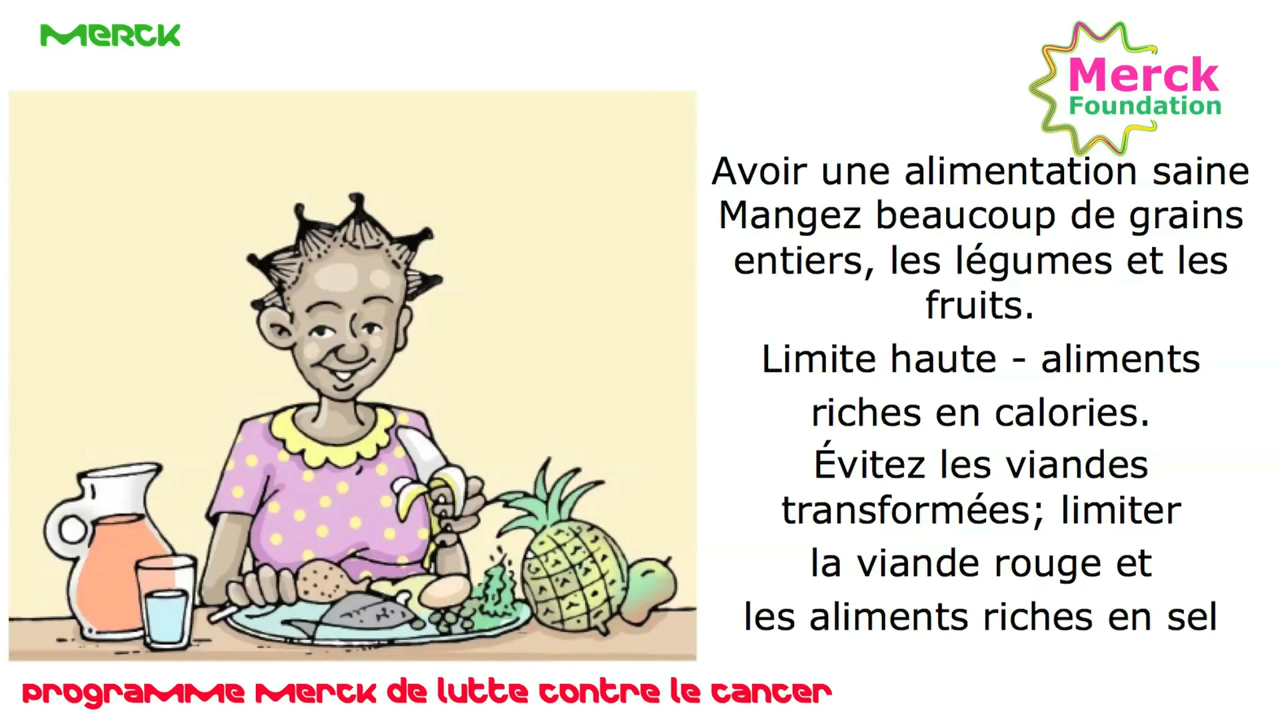 Merck
Merck
Foundation
Avoir une alimentation saine
Mangez beaucoup de grains
entiers, les légumes et les
fruits.
Limite haute - aliments
riches en calories.
Évitez les viandes
transformées; limiter
la viande rouge et
les aliments riches en sel
Programme Merck de lutte contre le cancer